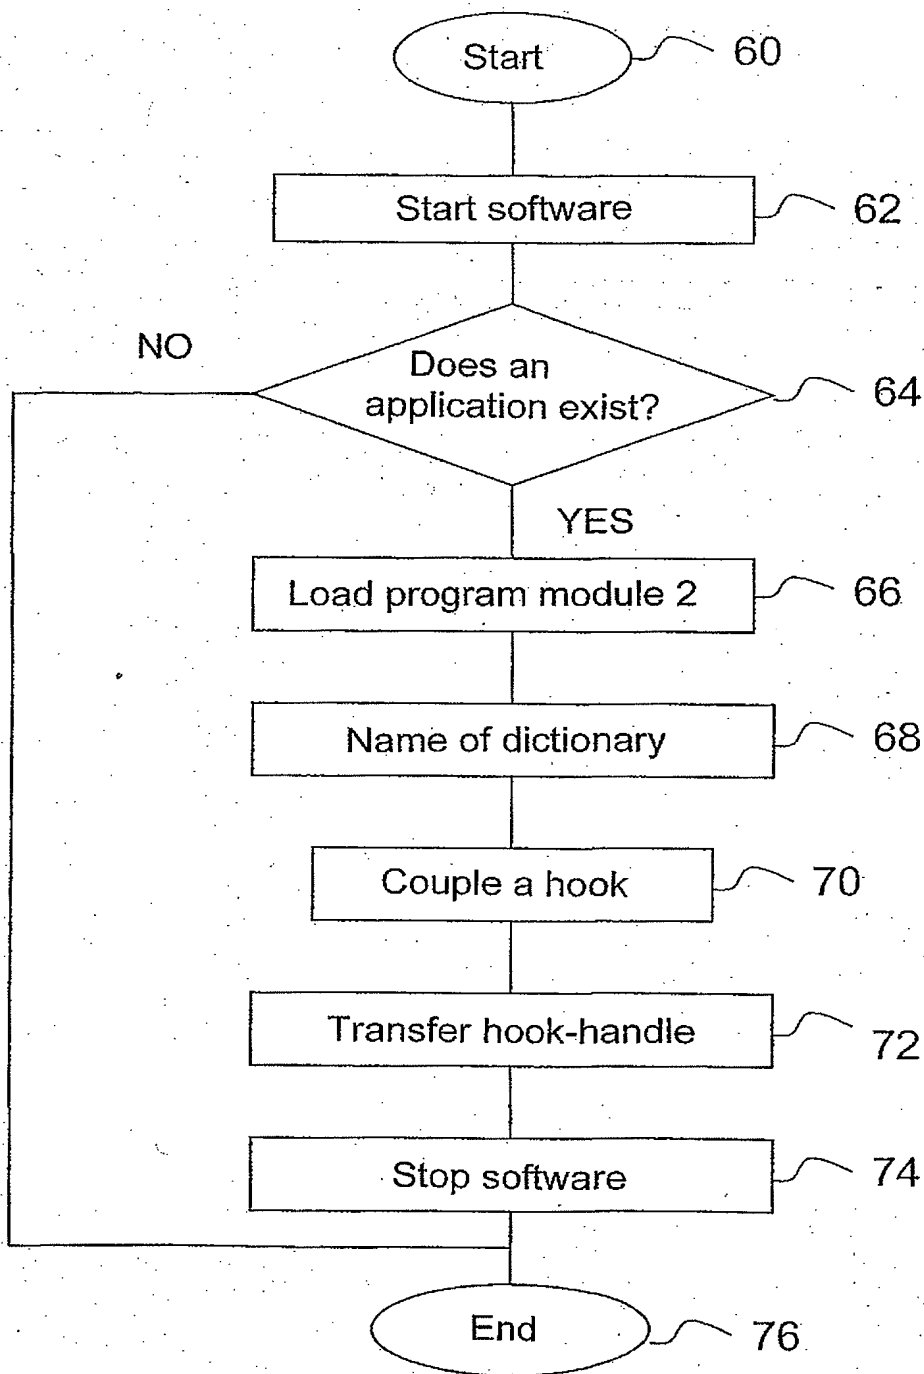 Start
60
Start software
62
NO
Does an
application exist?
64
YES
Load program module 2
66
Name of dictionary
68
Couple a hook
70
Transfer hook-handle
72
Stop software
74
End
76